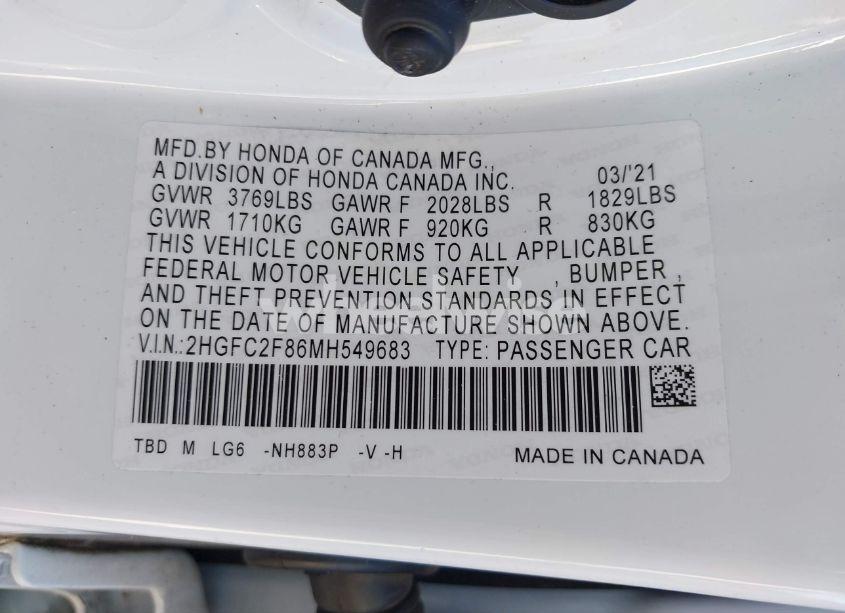 MFD.BY HONDA OF CANADA MFG.,
A DIVISION OF HONDA CANADA INC. 03/'21
GVWR 3769LBS GAWR F 2028LBS R 1829LBS
GVWR 1710KG GAWR F 920KG R 830KG
THIS VEHICLE CONFORMS TO ALL APPLICABLE
FEDERAL MOTOR VEHICLE SAFETY , BUMPER ,
AND THEFT PREVENTION STANDARDS IN EFFECT
ON THE DATE OF MANUFACTURE SHOWN ABOVE.
V.I.N.:2HGFC2F86MH549683 TYPE: PASSENGER CAR
TBD M LG6 -NH883P -V -H MADE IN CANADA